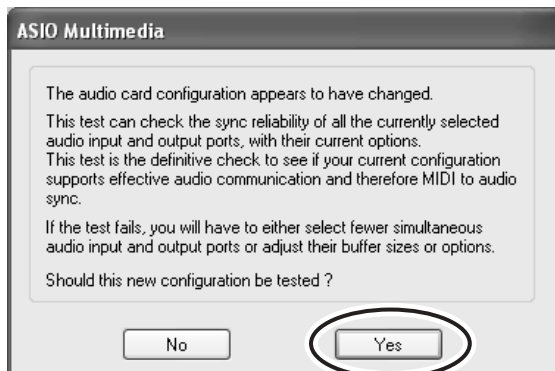 ASIO Multimedia
The audio card configuration appears to have changed.
This test can check the sync reliability of all the currently selected
audio input and output ports, with their current options.
This test is the definitive check to see if your current configuration
supports effective audio communication and therefore MIDI to audio
sync.
If the test fails, you will have to either select fewer simultaneous
audio input and output ports or adjust their buffer sizes or options.
Should this new configuration be tested ?
No
Yes